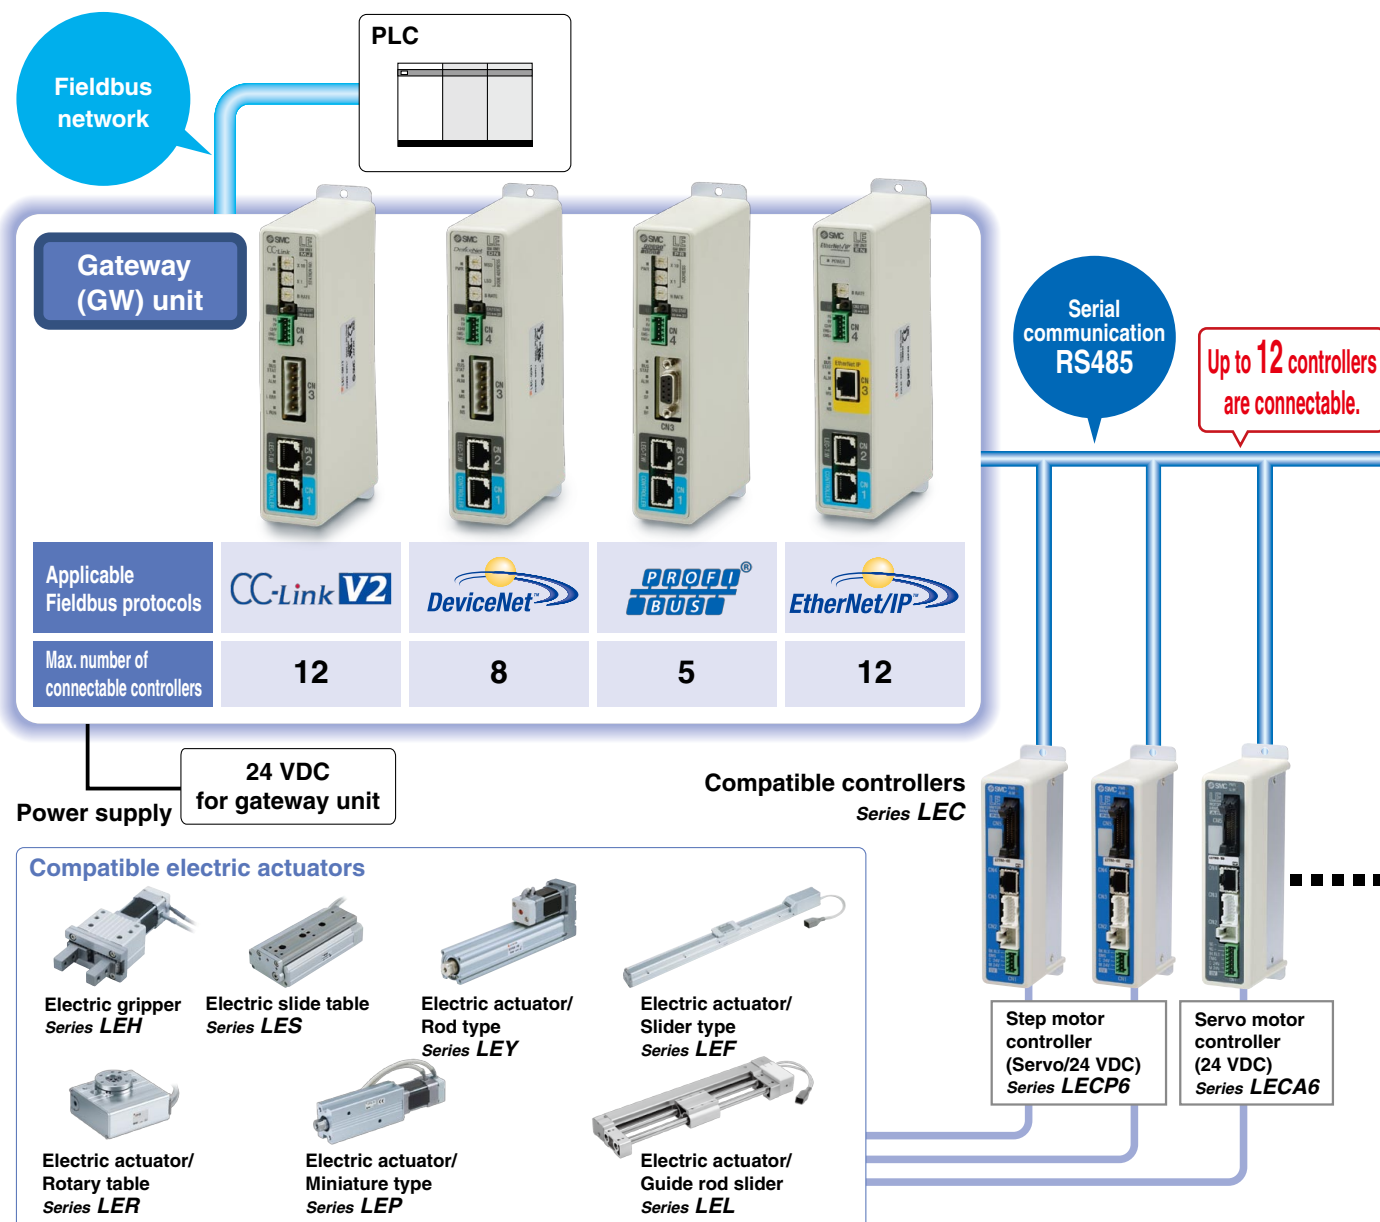 PLC
Fieldbus
network
Gateway
(GW) unit
Serial
communication
RS485
Up to 12 controllers
are connectable.
Applicable
Fieldbus protocols
CC-Link V2
DeviceNet™
PROFI®
BUS
EtherNet/IP™
Max. number of
connectable controllers
12
8
5
12
24 VDC
for gateway unit
Power supply
Compatible controllers
Series LEC
Compatible electric actuators
Electric gripper
Series LEH
Electric slide table
Series LES
Electric actuator/
Rod type
Series LEY
Electric actuator/
Slider type
Series LEF
Electric actuator/
Rotary table
Series LER
Electric actuator/
Miniature type
Series LEP
Electric actuator/
Guide rod slider
Series LEL
Step motor
controller
(Servo/24 VDC)
Series LECP6
Servo motor
controller
(24 VDC)
Series LECA6